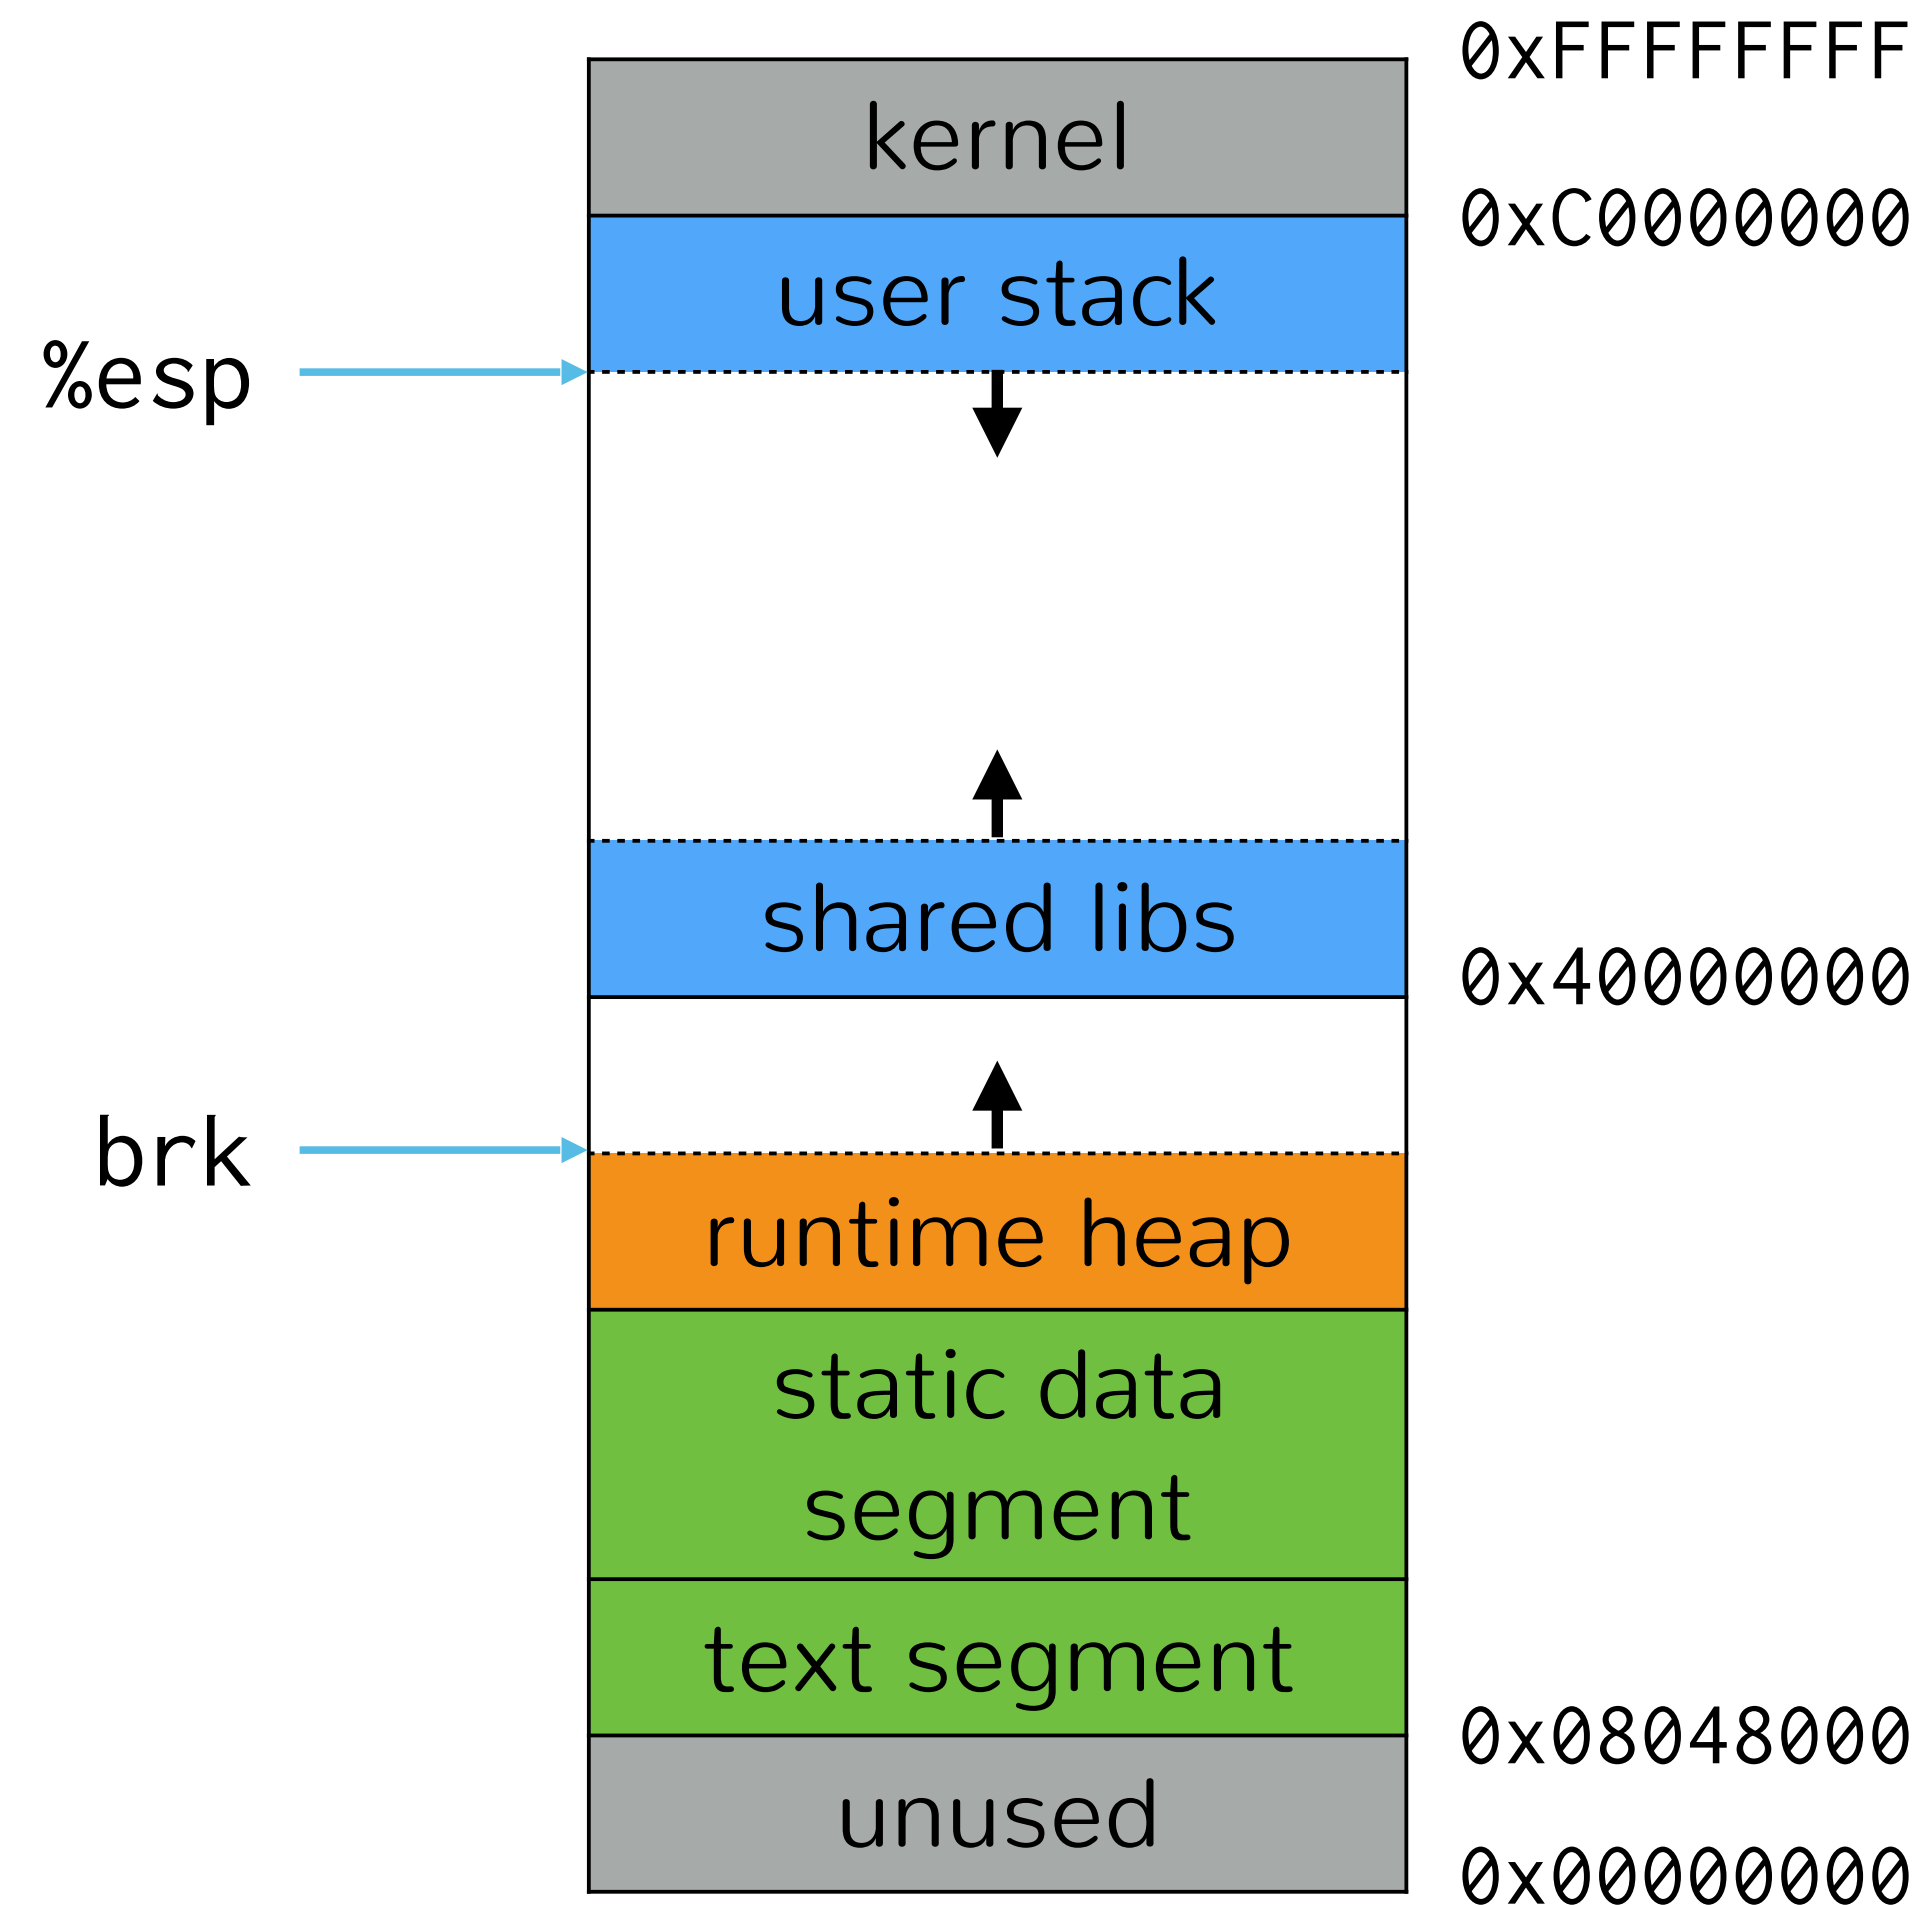 0xFFFFFFFF
kernel
0xC0000000
user stack
%esp
shared libs
0x40000000
brk
runtime heap
static data
segment
text segment
0x08048000
unused
0x00000000